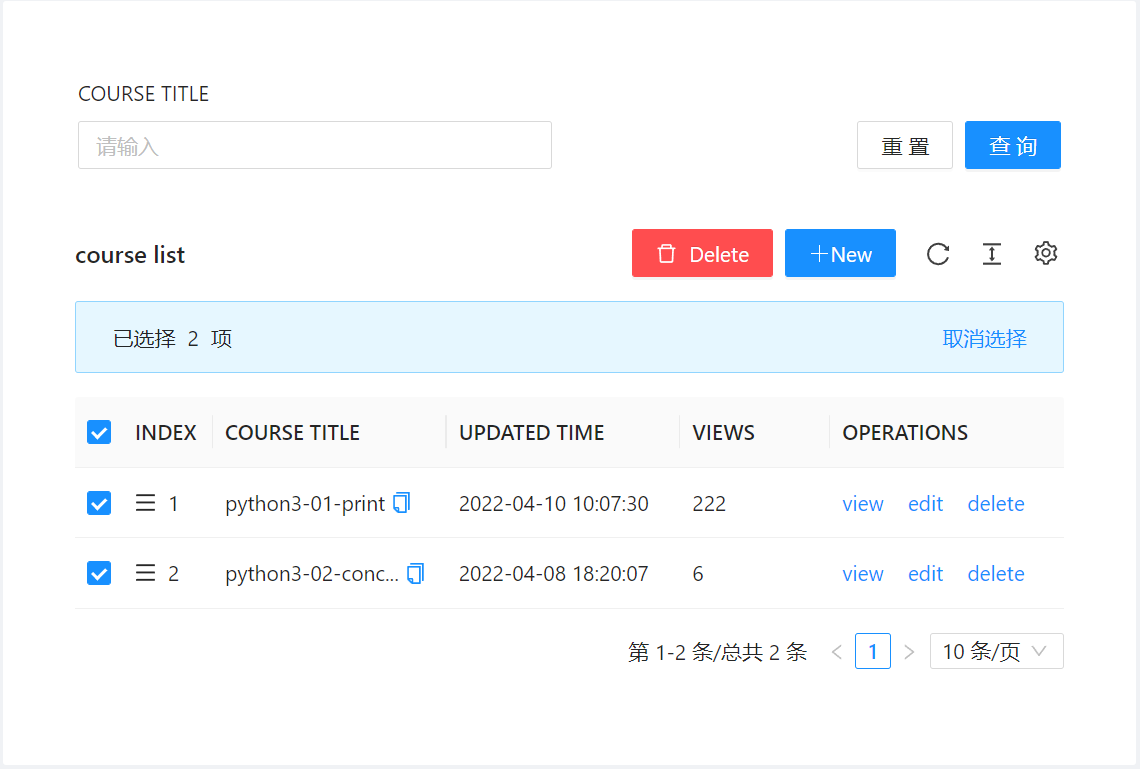 COURSE TITLE
请输入 重 置 查 询
course list Delete +New
已选择 2 项 取消选择
INDEX COURSE TITLE UPDATED TIME VIEWS OPERATIONS
1 python3-01-print 2022-04-10 10:07:30 222 view edit delete
2 python3-02-conc... 2022-04-08 18:20:07 6 view edit delete
第 1-2 条/总共 2 条 < 1 > 10 条/页